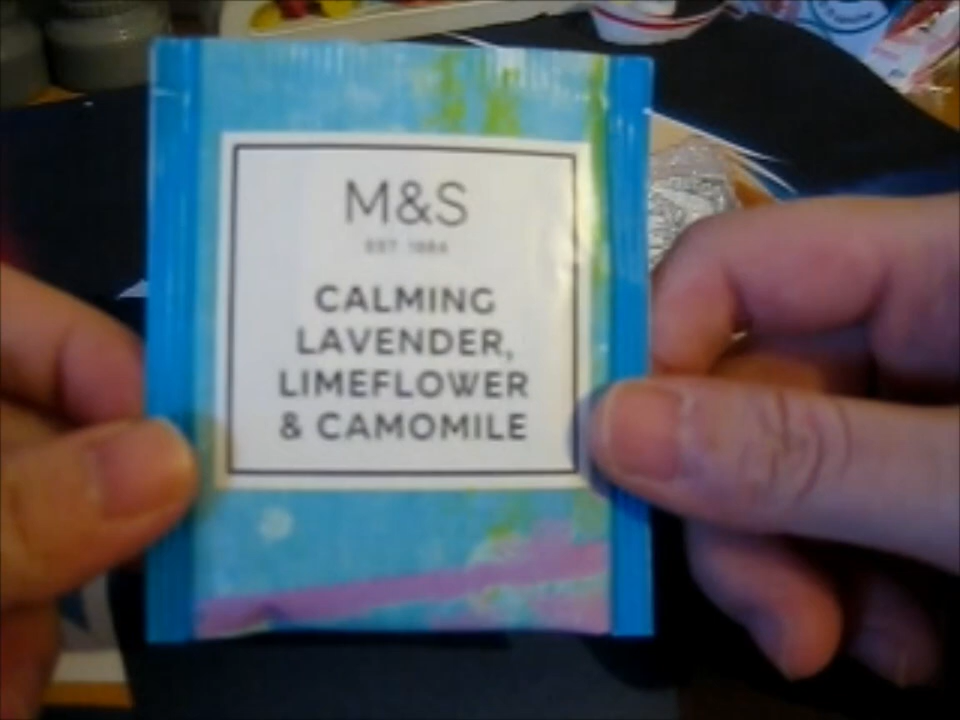 M&S
EST 1884
CALMING
LAVENDER,
LIMEFLOWER
& CAMOMILE